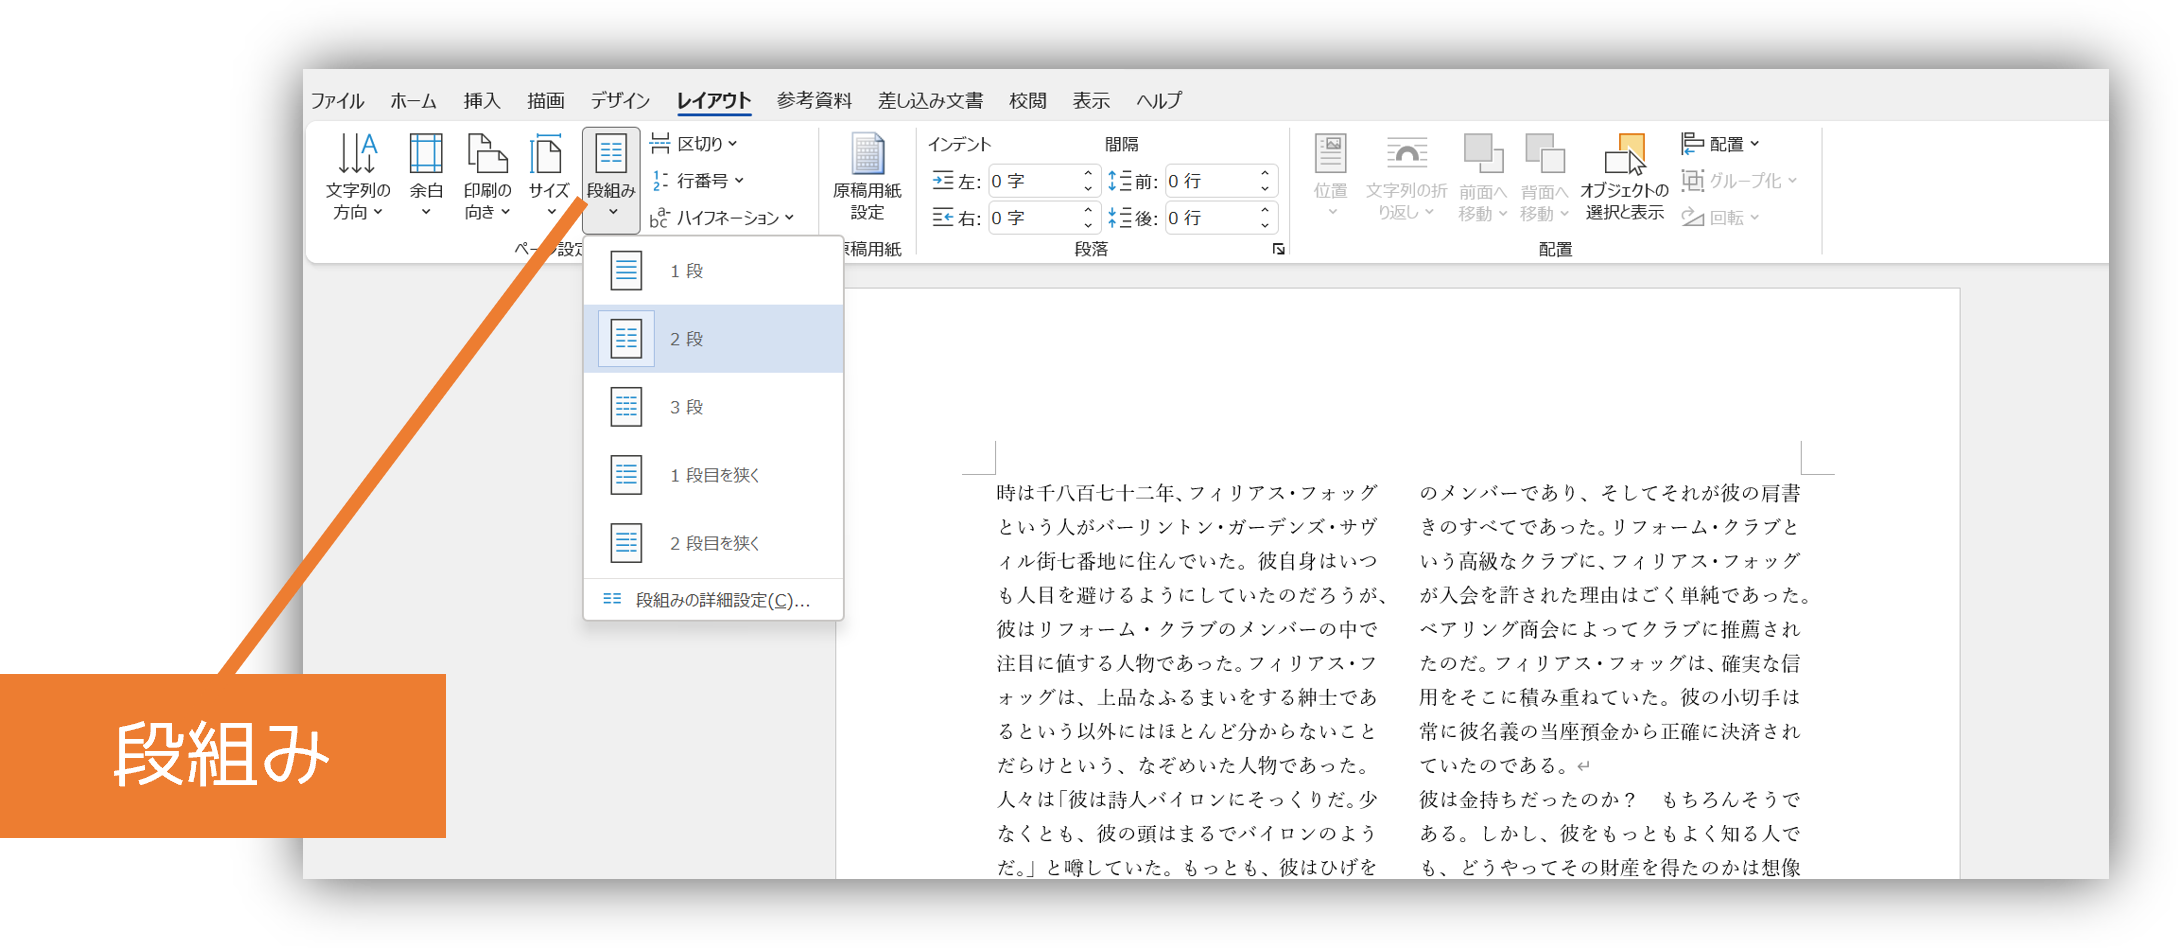 ファイル ホーム 挿入 描画 デザイン レイアウト 参考資料 差し込み文書 校閲 表示 ヘルプ
文字列の方向
余白
印刷の向き
サイズ
段組み
区切り
行番号
ハイフネーション
原稿用紙設定
インデント
左: 0 字
右: 0 字
間隔
前: 0 行
後: 0 行
位置
文字列の折り返し
前面へ移動
背面へ移動
オブジェクトの選択と表示
配置
グループ化
回転
ページ設定
原稿用紙
段落
配置
1 段
2 段
3 段
1 段目を狭く
2 段目を狭く
段組みの詳細設定(C)...
段組み
時は千八百七十二年、フィリアス・フォッグ
という人がバーリントン・ガーデンズ・サヴ
ィル街七番地に住んでいた。彼自身はいつ
も人目を避けるようにしていたのだろうが、
彼はリフォーム・クラブのメンバーの中で
注目に値する人物であった。フィリアス・フ
ォッグは、上品なふるまいをする紳士であ
るという以外にはほとんど分からないこと
だらけという、なぞめいた人物であった。
人々は「彼は詩人バイロンにそっくりだ。少
なくとも、彼の頭はまるでバイロンのよう
だ。」と噂していた。もっとも、彼はひげを
のメンバーであり、そしてそれが彼の肩書
きのすべてであった。リフォーム・クラブと
いう高級なクラブに、フィリアス・フォッグ
が入会を許された理由はごく単純であった。
ベアリング商会によってクラブに推薦され
たのだ。フィリアス・フォッグは、確実な信
用をそこに積み重ねていた。彼の小切手は
常に彼名義の当座預金から正確に決済され
ていたのである。↵
彼は金持ちだったのか?　もちろんそうで
ある。しかし、彼をもっともよく知る人で
も、どうやってその財産を得たのかは想像